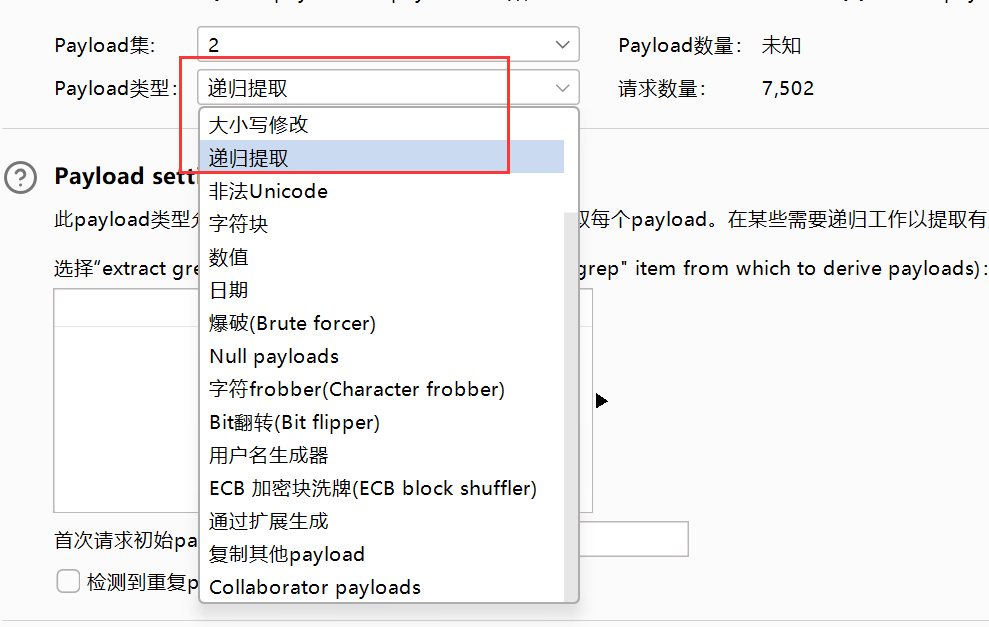 Payload集: 2 Payload数量: 未知
Payload类型: 递归提取 请求数量: 7,502
大小写修改
递归提取
Payload setti
非法Unicode
此payload类型 取每个payload。在某些需要递归工作以提取有
字符块
数值
选择“extract gre grep" item from which to derive payloads):
日期
爆破(Brute forcer)
Null payloads
字符frobber(Character frobber)
Bit翻转(Bit flipper)
用户名生成器
ECB 加密块洗牌(ECB block shuffler)
通过扩展生成
首次请求初始pa
复制其他payload
检测到重复p
Collaborator payloads